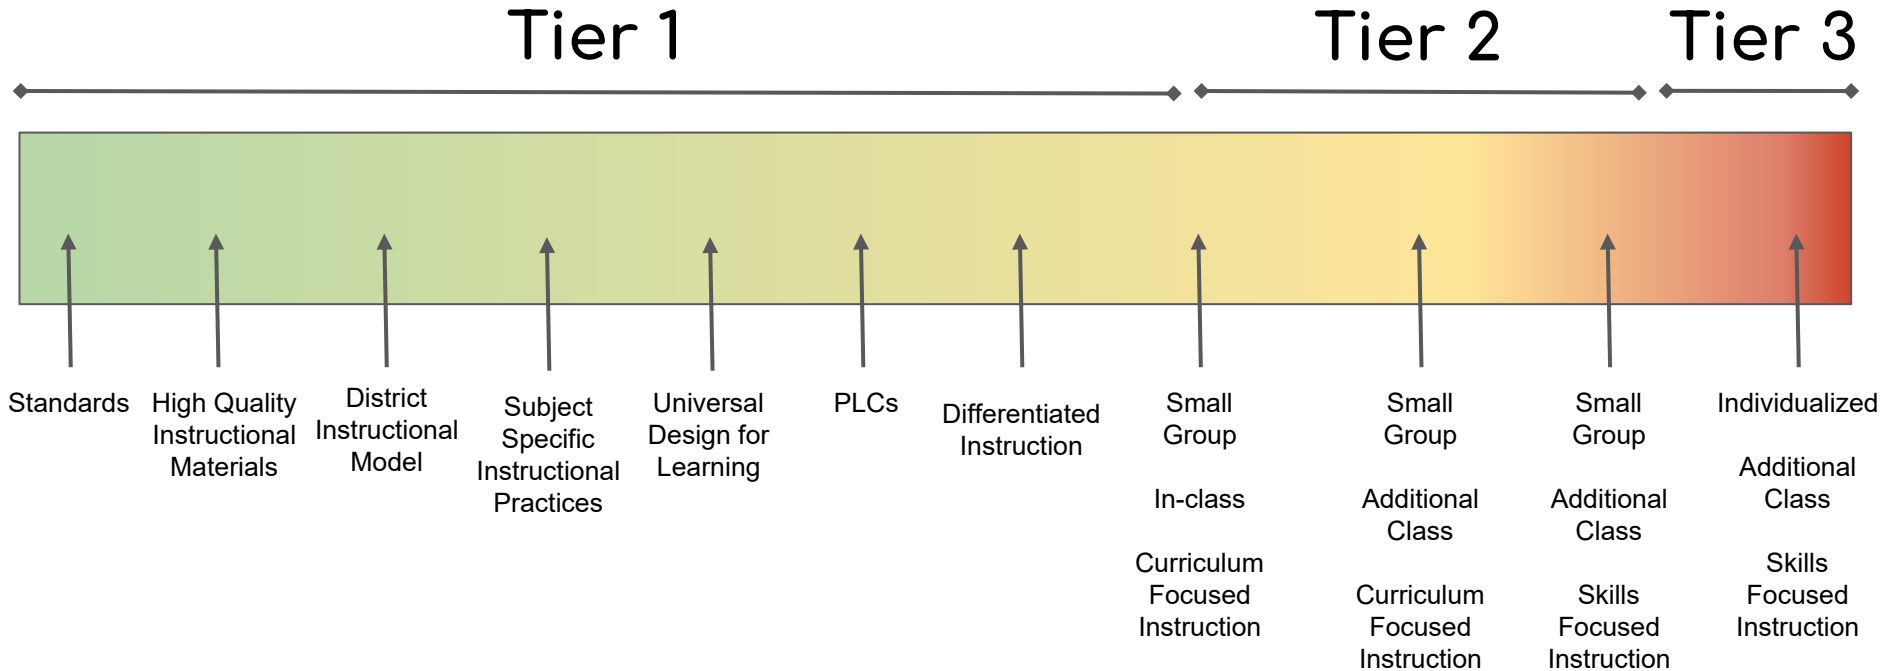 Tier 1
Tier 2
Tier 3
Standards
High Quality
Instructional
Materials
District
Instructional
Model
Subject
Specific
Instructional
Practices
Universal
Design for
Learning
PLCs
Differentiated
Instruction
Small
Group
In-class
Curriculum
Focused
Instruction
Small
Group
Additional
Class
Curriculum
Focused
Instruction
Small
Group
Additional
Class
Skills
Focused
Instruction
Individualized
Additional
Class
Skills
Focused
Instruction